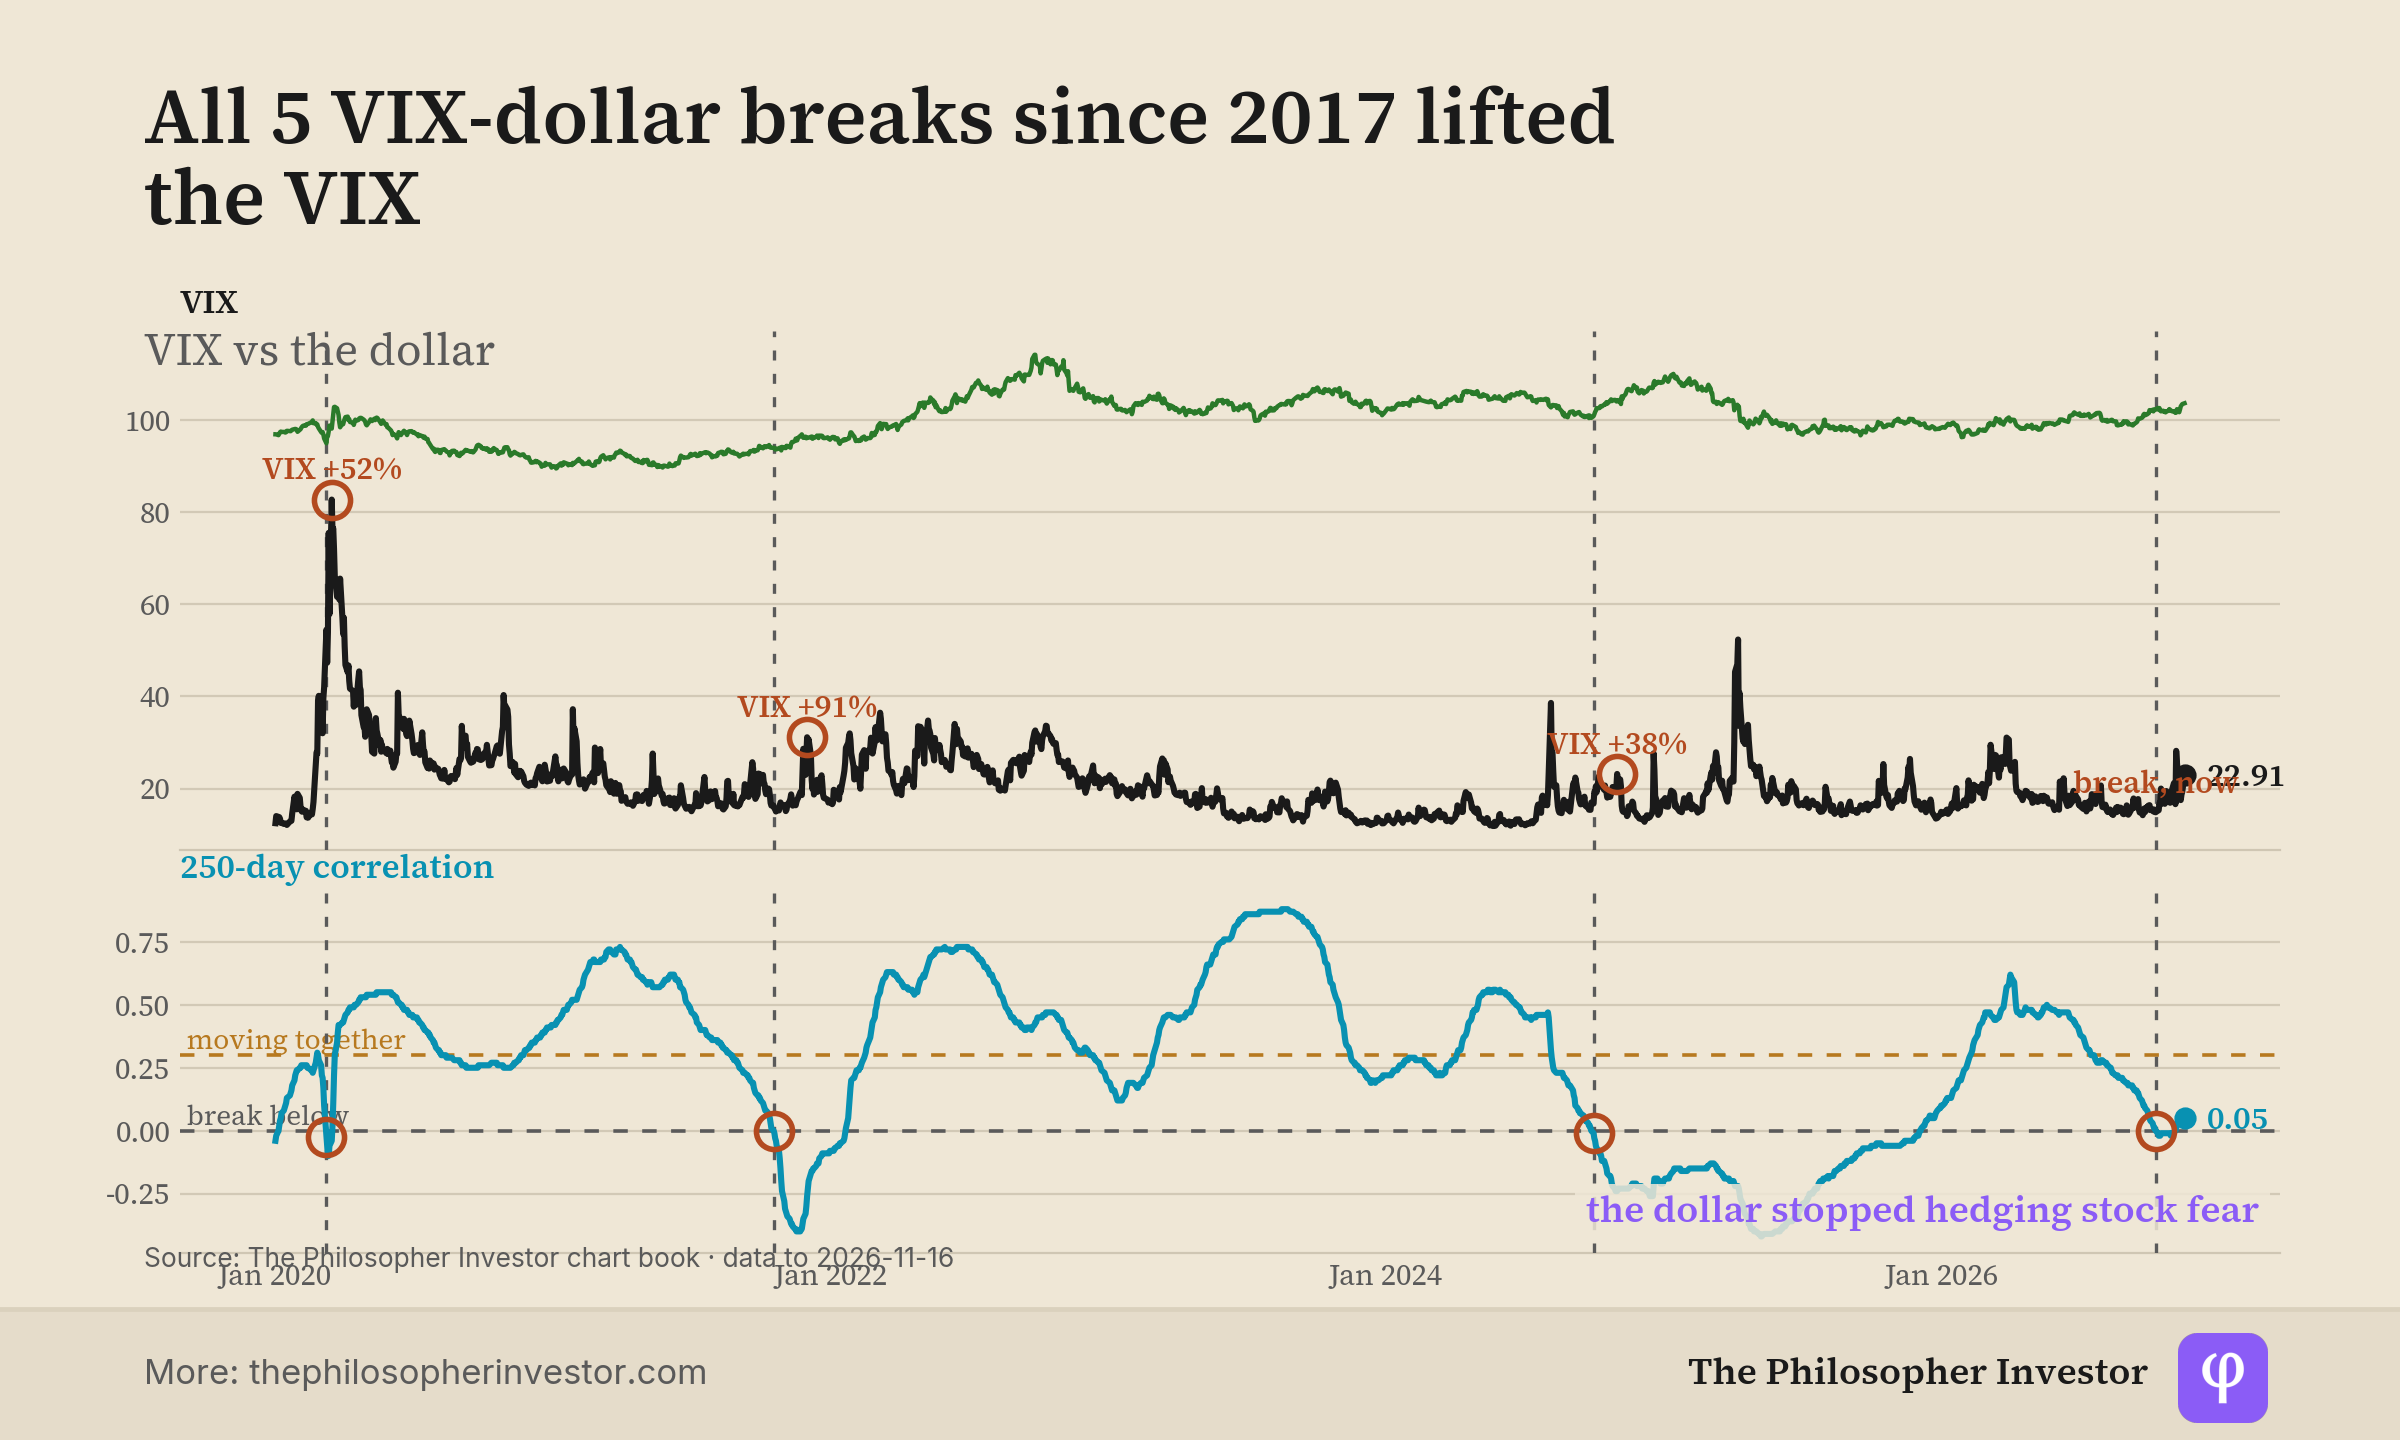 All 5 VIX-dollar breaks since 2017 lifted
the VIX
VIX
VIX vs the dollar
100
VIX +52%
80
60
40
VIX +91%
VIX +38%
20
break, now
22.91
250-day correlation
0.75
0.50
moving together
0.25
break below
0.00
0.05
-0.25
the dollar stopped hedging stock fear
Source: The Philosopher Investor chart book · data to 2026-11-16
Jan 2020
Jan 2022
Jan 2024
Jan 2026
More: thephilosopherinvestor.com
The Philosopher Investor
φ